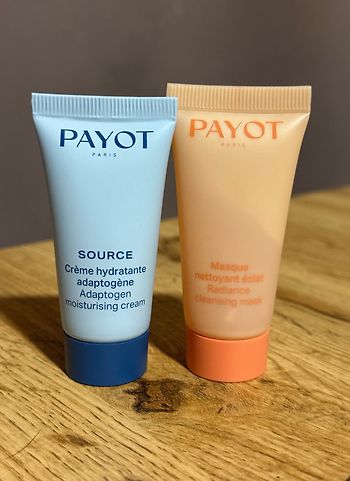 PAYOT
PARIS
SOURCE
Crème hydratante
adaptogène
Adaptogen
moisturising cream
PAYOT
PARIS
Masque
nettoyant éclat
Radiance
cleansing mask